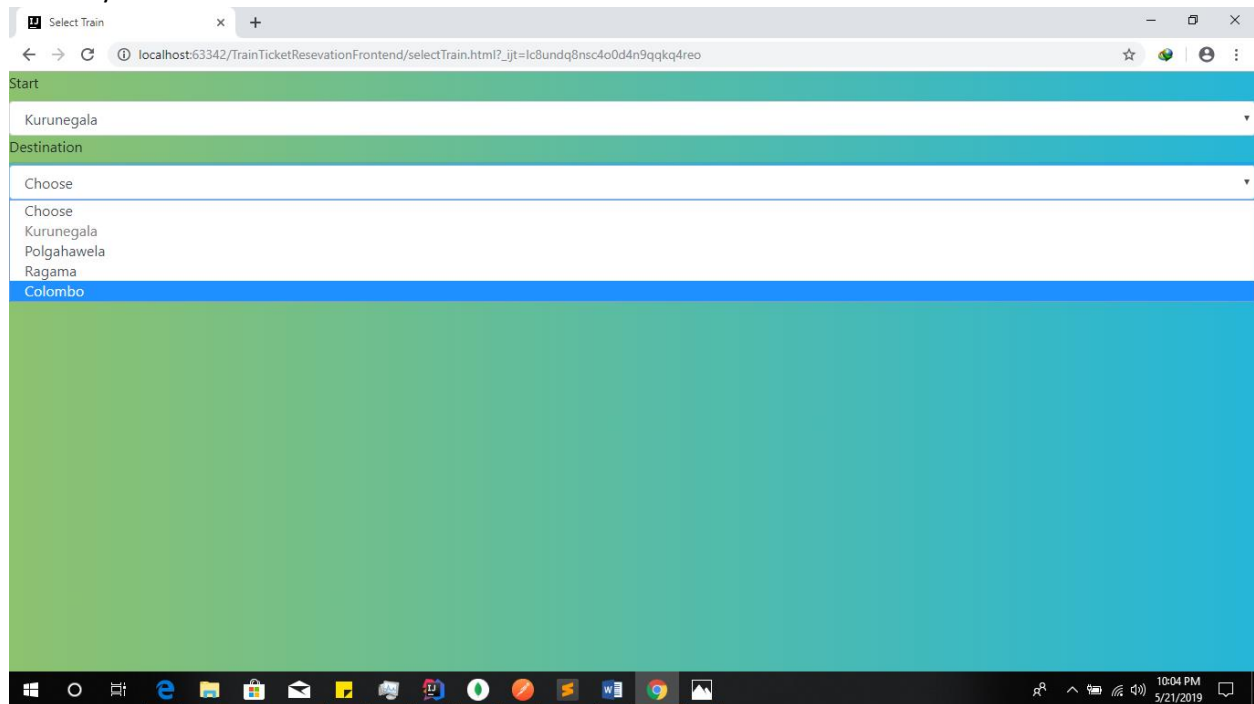 Select Train
localhost:63342/TrainTicketResevationFrontend/selectTrain.html?_ijt=lc8undq8nsc4o0d4n9qqkq4reo
Start
Kurunegala
Destination
Choose
Choose
Kurunegala
Polgahawela
Ragama
Colombo
10:04 PM
5/21/2019